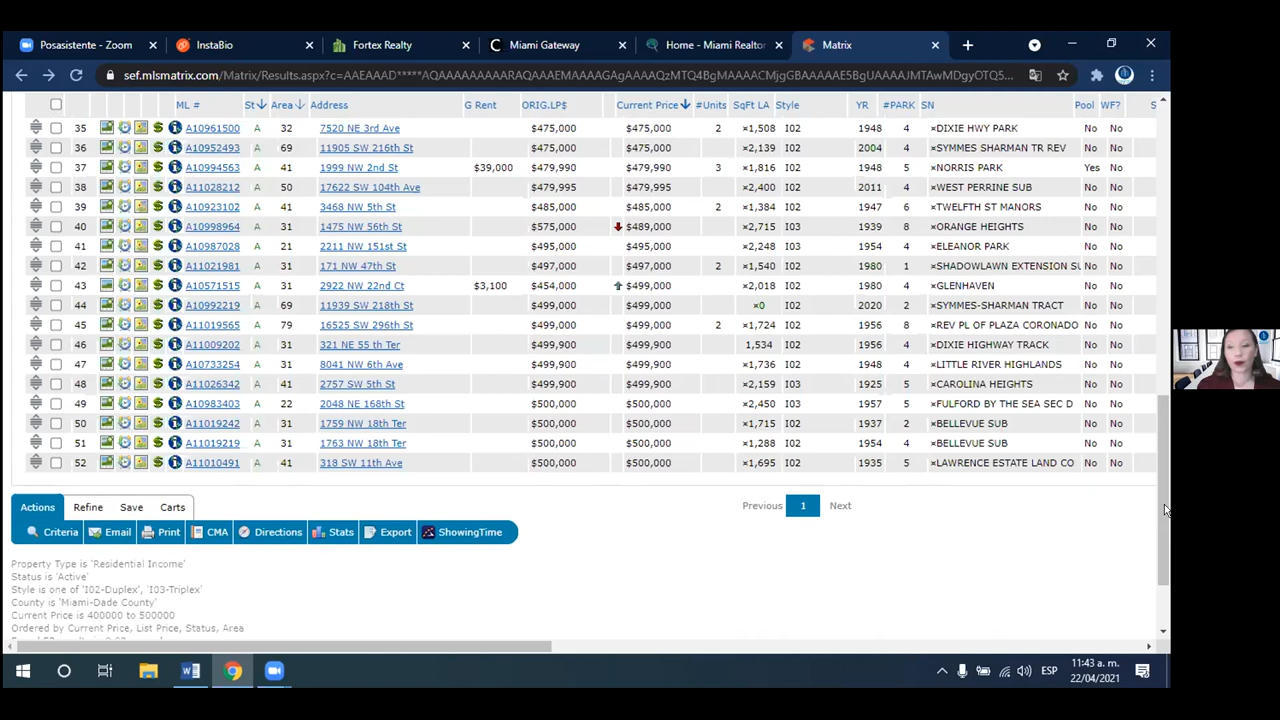 Posasistente - Zoom InstaBio Fortex Realty Miami Gateway Home - Miami Realtor Matrix
sef.mlsmatrix.com/Matrix/Results.aspx?c=AAEAAAD*****AQAAAAAAAAARAQAAAEMAAAAGAgAAAAQzMTQ4BgMAAAACMjgGBAAAAAE5BgUAAAAJMTAwMDgyOTQ5...
ML # St Area Address G Rent ORIG.LP$ Current Price #Units SqFt LA Style YR #PARK SN Pool WF? S
35 A10961500 A 32 7520 NE 3rd Ave $475,000 $475,000 2 ×1,508 I02 1948 4 ×DIXIE HWY PARK No No
36 A10952493 A 69 11905 SW 216th St $475,000 $475,000 ×2,139 I02 2004 4 ×SYMMES SHARMAN TR REV No No
37 A10994563 A 41 1999 NW 2nd St $39,000 $479,990 $479,990 3 ×1,816 I02 1948 5 ×NORRIS PARK Yes No
38 A11028212 A 50 17622 SW 104th Ave $479,995 $479,995 ×2,400 I02 2011 4 ×WEST PERRINE SUB No No
39 A10923102 A 41 3468 NW 5th St $485,000 $485,000 2 ×1,384 I02 1947 6 ×TWELFTH ST MANORS No No
40 A10998964 A 31 1475 NW 56th St $575,000 $489,000 ×2,715 I03 1939 8 ×ORANGE HEIGHTS No No
41 A10987028 A 21 2211 NW 151st St $495,000 $495,000 ×2,248 I02 1954 4 ×ELEANOR PARK No No
42 A11021981 A 31 171 NW 47th St $497,000 $497,000 2 ×1,540 I02 1980 1 ×SHADOWLAWN EXTENSION SU No No
43 A10571515 A 31 2922 NW 22nd Ct $3,100 $454,000 $499,000 ×2,018 I02 1980 4 ×GLENHAVEN No No
44 A10992219 A 69 11939 SW 218th St $499,000 $499,000 ×0 I02 2020 2 ×SYMMES-SHARMAN TRACT No No
45 A11019565 A 79 16525 SW 296th St $499,000 $499,000 2 ×1,724 I02 1956 8 ×REV PL OF PLAZA CORONADO No No
46 A11009202 A 31 321 NE 55 th Ter $499,900 $499,900 1,534 I02 1956 4 ×DIXIE HIGHWAY TRACK No No
47 A10733254 A 31 8041 NW 6th Ave $499,900 $499,900 ×1,736 I02 1948 4 ×LITTLE RIVER HIGHLANDS No No
48 A11026342 A 41 2757 SW 5th St $499,900 $499,900 ×2,159 I03 1925 5 ×CAROLINA HEIGHTS No No
49 A10983403 A 22 2048 NE 168th St $500,000 $500,000 ×2,450 I03 1957 5 ×FULFORD BY THE SEA SEC D No No
50 A11019242 A 31 1759 NW 18th Ter $500,000 $500,000 ×1,715 I02 1937 2 ×BELLEVUE SUB No No
51 A11019219 A 31 1763 NW 18th Ter $500,000 $500,000 ×1,288 I02 1954 4 ×BELLEVUE SUB No No
52 A11010491 A 41 318 SW 11th Ave $500,000 $500,000 ×1,695 I02 1935 5 ×LAWRENCE ESTATE LAND CO No No
Actions Refine Save Carts Previous 1 Next
Criteria Email Print CMA Directions Stats Export ShowingTime
Property Type is 'Residential Income'
Status is 'Active'
Style is one of 'I02-Duplex', 'I03-Triplex'
County is 'Miami-Dade County'
Current Price is 400000 to 500000
Ordered by Current Price, List Price, Status, Area
ESP 11:43 a. m.
22/04/2021